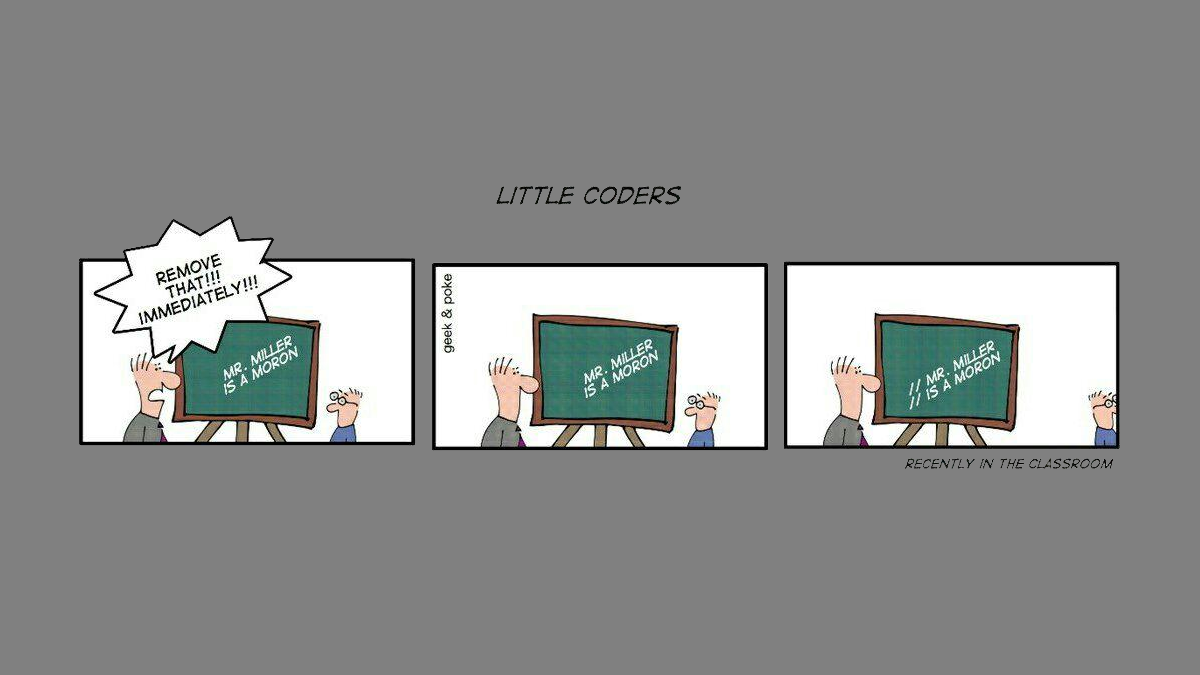 LITTLE CODERS
REMOVE
THAT!!!
IMMEDIATELY!!!
MR. MILLER
IS A MORON
geek & poke
MR. MILLER
IS A MORON
// MR. MILLER
// IS A MORON
RECENTLY IN THE CLASSROOM